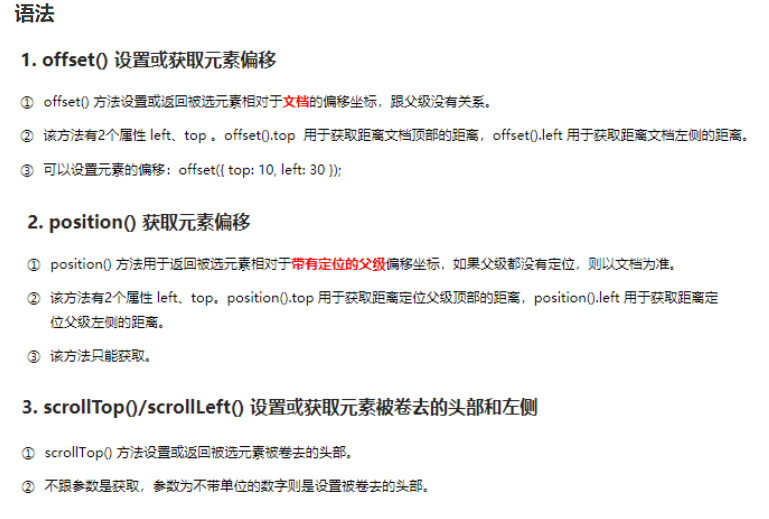 语法
1. offset() 设置或获取元素偏移
① offset() 方法设置或返回被选元素相对于文档的偏移坐标，跟父级没有关系。
② 该方法有2个属性 left、top 。offset().top 用于获取距离文档顶部的距离，offset().left 用于获取距离文档左侧的距离。
③ 可以设置元素的偏移：offset({ top: 10, left: 30 });
2. position() 获取元素偏移
① position() 方法用于返回被选元素相对于带有定位的父级偏移坐标，如果父级都没有定位，则以文档为准。
② 该方法有2个属性 left、top。position().top 用于获取距离定位父级顶部的距离，position().left 用于获取距离定
位父级左侧的距离。
③ 该方法只能获取。
3. scrollTop()/scrollLeft() 设置或获取元素被卷去的头部和左侧
① scrollTop() 方法设置或返回被选元素被卷去的头部。
② 不跟参数是获取，参数为不带单位的数字则是设置被卷去的头部。